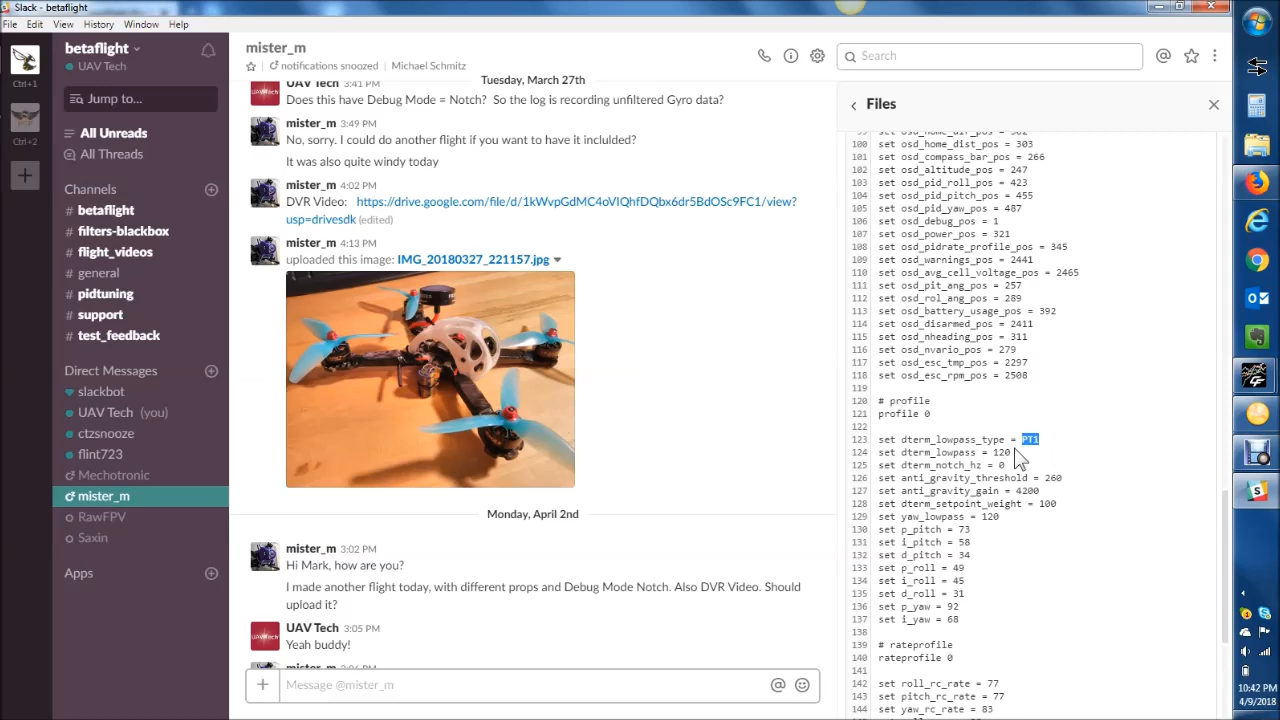 Slack - betaflight
File Edit View History Window Help
Ctrl+1
Ctrl+2
betaflight
UAV Tech
Jump to...
All Unreads
All Threads
Channels
# betaflight
# filters-blackbox
# flight_videos
# general
# pidtuning
# support
# test_feedback
Direct Messages
slackbot
UAV Tech (you)
ctzsnooze
flint723
Mechotronic
mister_m
RawFPV
Saxin
Apps
mister_m
notifications snoozed | Michael Schmitz
Search
Tuesday, March 27th
UAV Tech 3:41 PM
Does this have Debug Mode = Notch? So the log is recording unfiltered Gyro data?
mister_m 3:49 PM
No, sorry. I could do another flight if you want to have it inclulded?
It was also quite windy today
mister_m 4:02 PM
DVR Video: https://drive.google.com/file/d/1kWvpGdMC4oVIQhfDQbx6dr5BdOSc9FC1/view?
usp=drivesdk (edited)
mister_m 4:13 PM
uploaded this image: IMG_20180327_221157.jpg
Monday, April 2nd
mister_m 3:02 PM
Hi Mark, how are you?
I made another flight today, with different props and Debug Mode Notch. Also DVR Video. Should
upload it?
UAV Tech 3:05 PM
Yeah buddy!
mister_m 3:06 PM
Message @mister_m
Files
99 set osd_home_dir_pos = 302
100 set osd_home_dist_pos = 303
101 set osd_compass_bar_pos = 266
102 set osd_altitude_pos = 247
103 set osd_pid_roll_pos = 423
104 set osd_pid_pitch_pos = 455
105 set osd_pid_yaw_pos = 487
106 set osd_debug_pos = 1
107 set osd_power_pos = 321
108 set osd_pidrate_profile_pos = 345
109 set osd_warnings_pos = 2441
110 set osd_avg_cell_voltage_pos = 2465
111 set osd_pit_ang_pos = 257
112 set osd_rol_ang_pos = 289
113 set osd_battery_usage_pos = 392
114 set osd_disarmed_pos = 2411
115 set osd_nheading_pos = 311
116 set osd_nvario_pos = 279
117 set osd_esc_tmp_pos = 2297
118 set osd_esc_rpm_pos = 2508
119
120 # profile
121 profile 0
122
123 set dterm_lowpass_type = PT1
124 set dterm_lowpass = 120
125 set dterm_notch_hz = 0
126 set anti_gravity_threshold = 260
127 set anti_gravity_gain = 4200
128 set dterm_setpoint_weight = 100
129 set yaw_lowpass = 120
130 set p_pitch = 73
131 set i_pitch = 58
132 set d_pitch = 34
133 set p_roll = 49
134 set i_roll = 45
135 set d_roll = 31
136 set p_yaw = 92
137 set i_yaw = 68
138
139 # rateprofile
140 rateprofile 0
141
142 set roll_rc_rate = 77
143 set pitch_rc_rate = 77
144 set yaw_rc_rate = 83
10:42 PM
4/9/2018